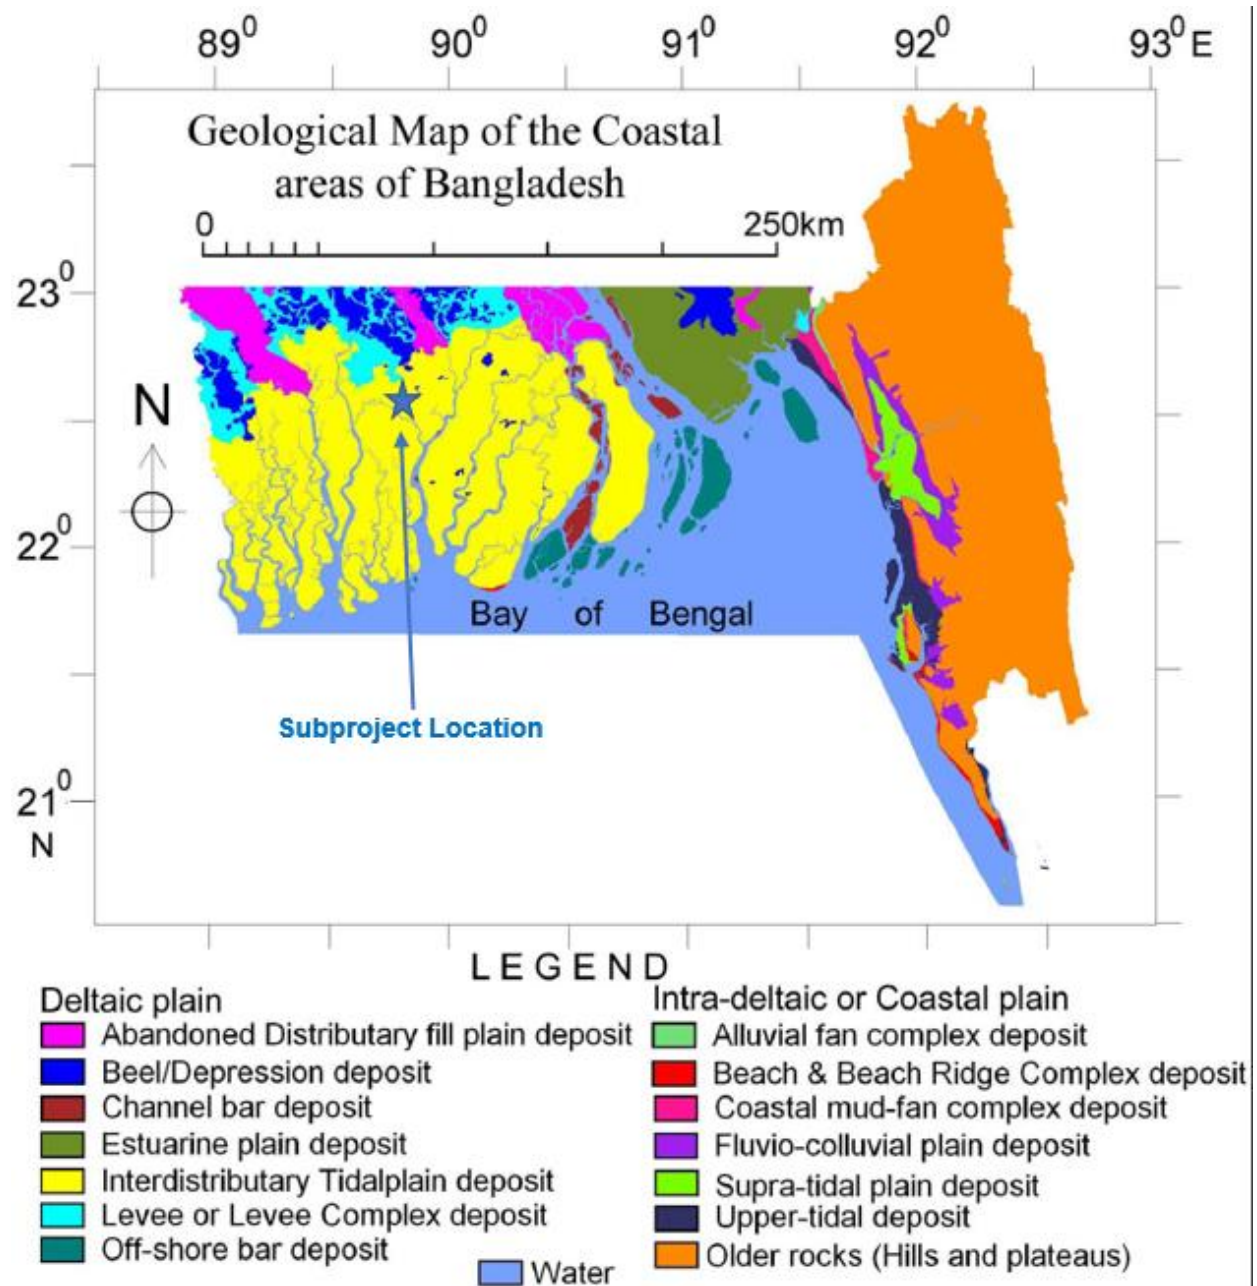 89⁰ 90⁰ 91⁰ 92⁰ 93⁰ E
Geological Map of the Coastal
areas of Bangladesh
0 250km
23⁰
N
22⁰
Bay of Bengal
Subproject Location
21⁰
N
LEGEND
Deltaic plain
Abandoned Distributary fill plain deposit
Beel/Depression deposit
Channel bar deposit
Estuarine plain deposit
Interdistributary Tidalplain deposit
Levee or Levee Complex deposit
Off-shore bar deposit
Water
Intra-deltaic or Coastal plain
Alluvial fan complex deposit
Beach & Beach Ridge Complex deposit
Coastal mud-fan complex deposit
Fluvio-colluvial plain deposit
Supra-tidal plain deposit
Upper-tidal deposit
Older rocks (Hills and plateaus)